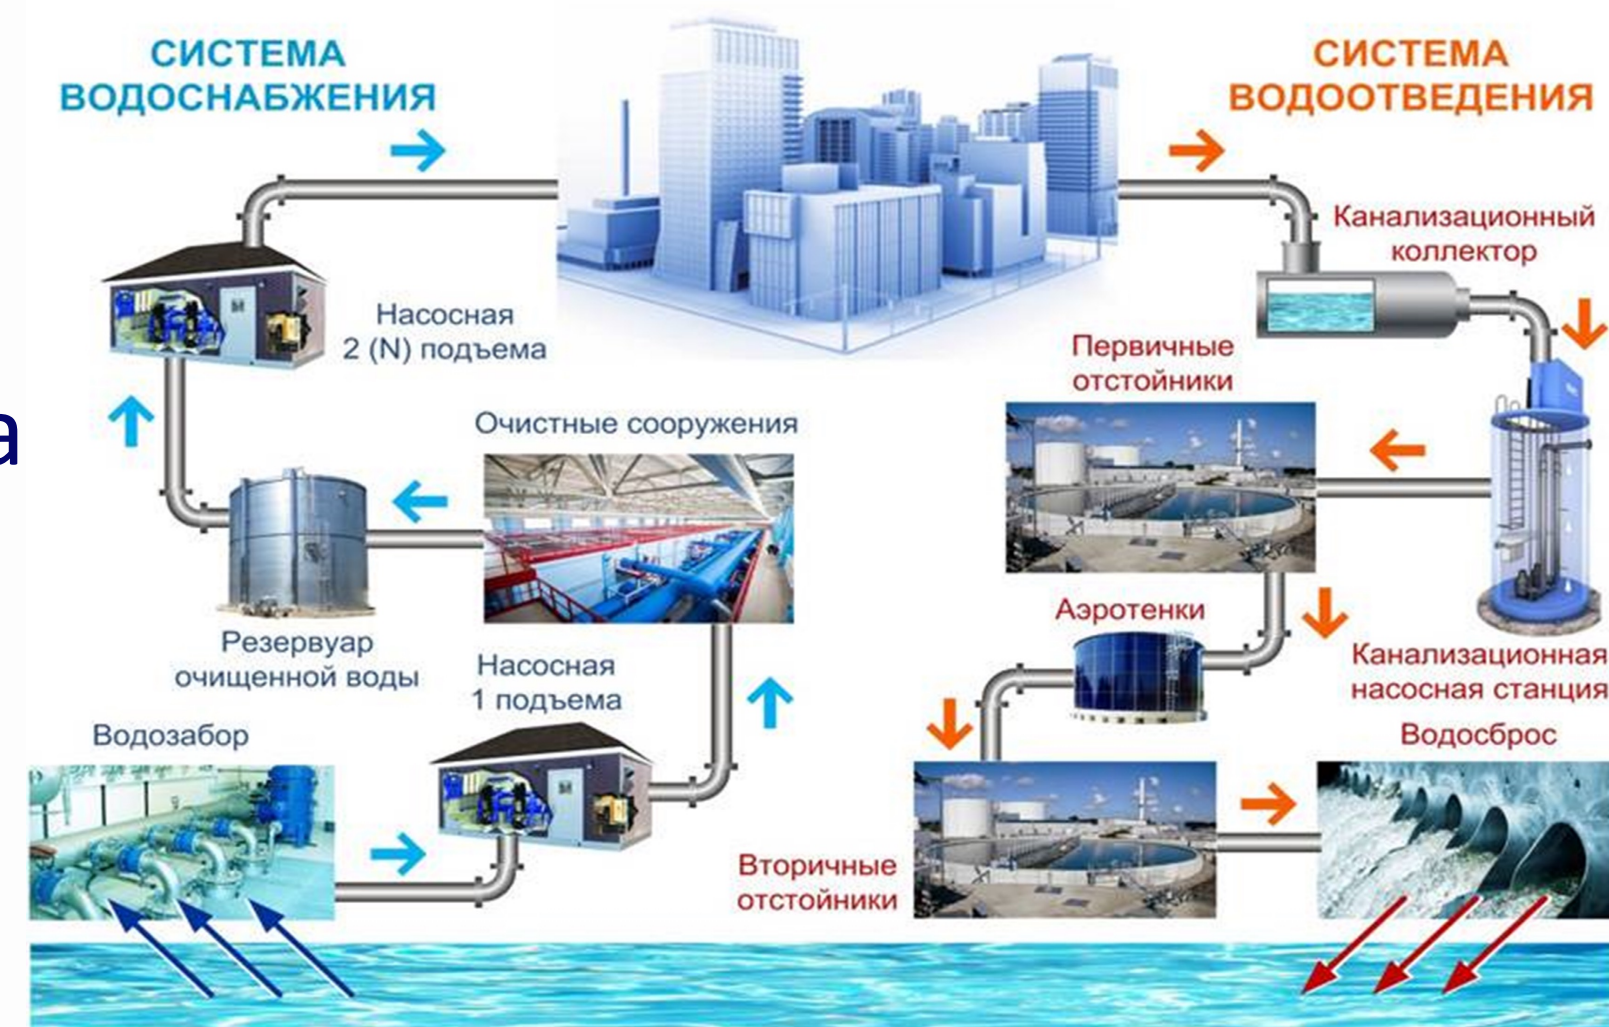 СИСТЕМА
ВОДОСНАБЖЕНИЯ
СИСТЕМА
ВОДООТВЕДЕНИЯ
Канализационный
коллектор
Насосная
2 (N) подъема
Первичные
отстойники
а
Очистные сооружения
Аэротенки
Резервуар
очищенной воды
Насосная
1 подъема
Канализационная
насосная станция
Водозабор
Водосброс
Вторичные
отстойники